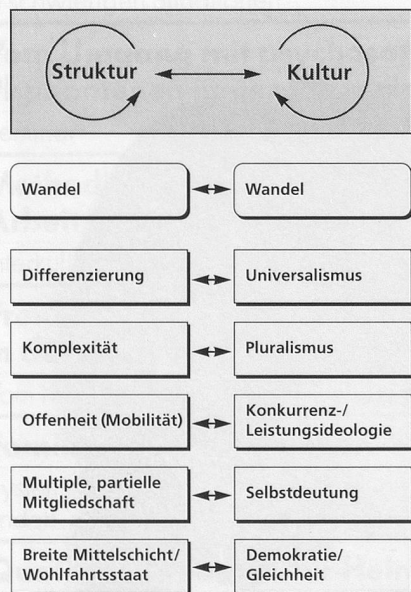 Struktur Kultur
Wandel Wandel
Differenzierung Universalismus
Komplexität Pluralismus
Offenheit (Mobilität) Konkurrenz-/
Leistungsideologie
Multiple, partielle
Mitgliedschaft Selbstdeutung
Breite Mittelschicht/
Wohlfahrtsstaat Demokratie/
Gleichheit